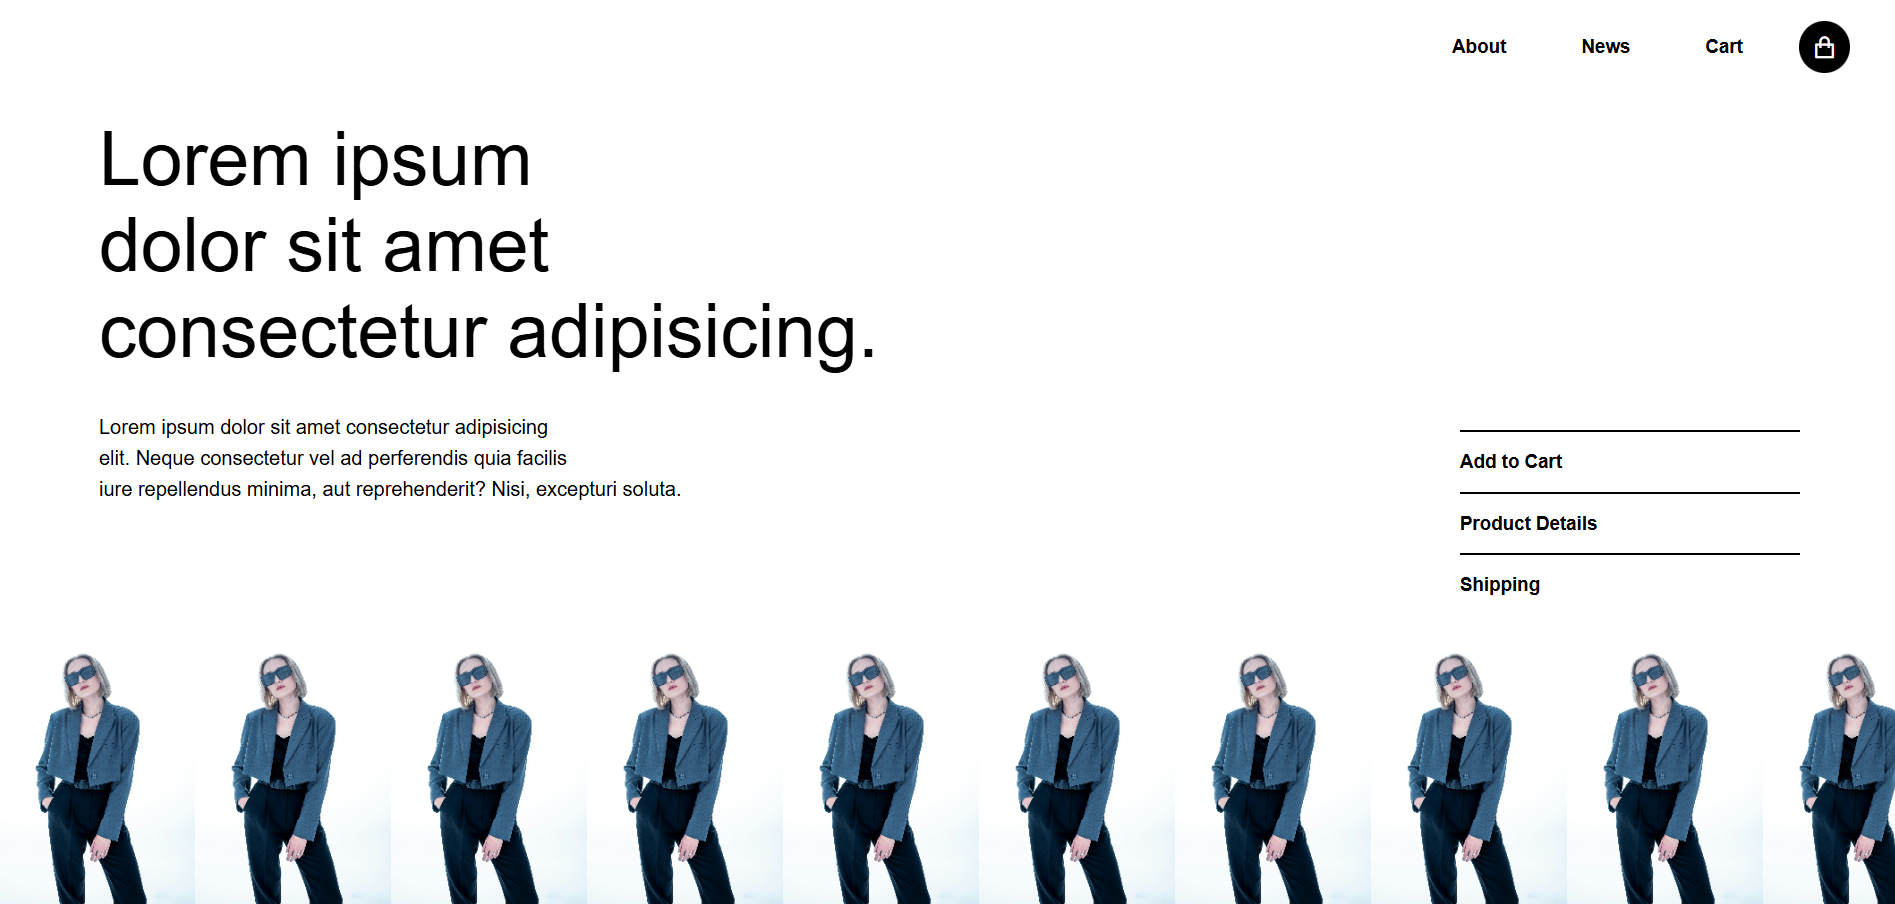 About News Cart
Lorem ipsum
dolor sit amet
consectetur adipisicing.
Lorem ipsum dolor sit amet consectetur adipisicing
elit. Neque consectetur vel ad perferendis quia facilis
iure repellendus minima, aut reprehenderit? Nisi, excepturi soluta.
Add to Cart
Product Details
Shipping